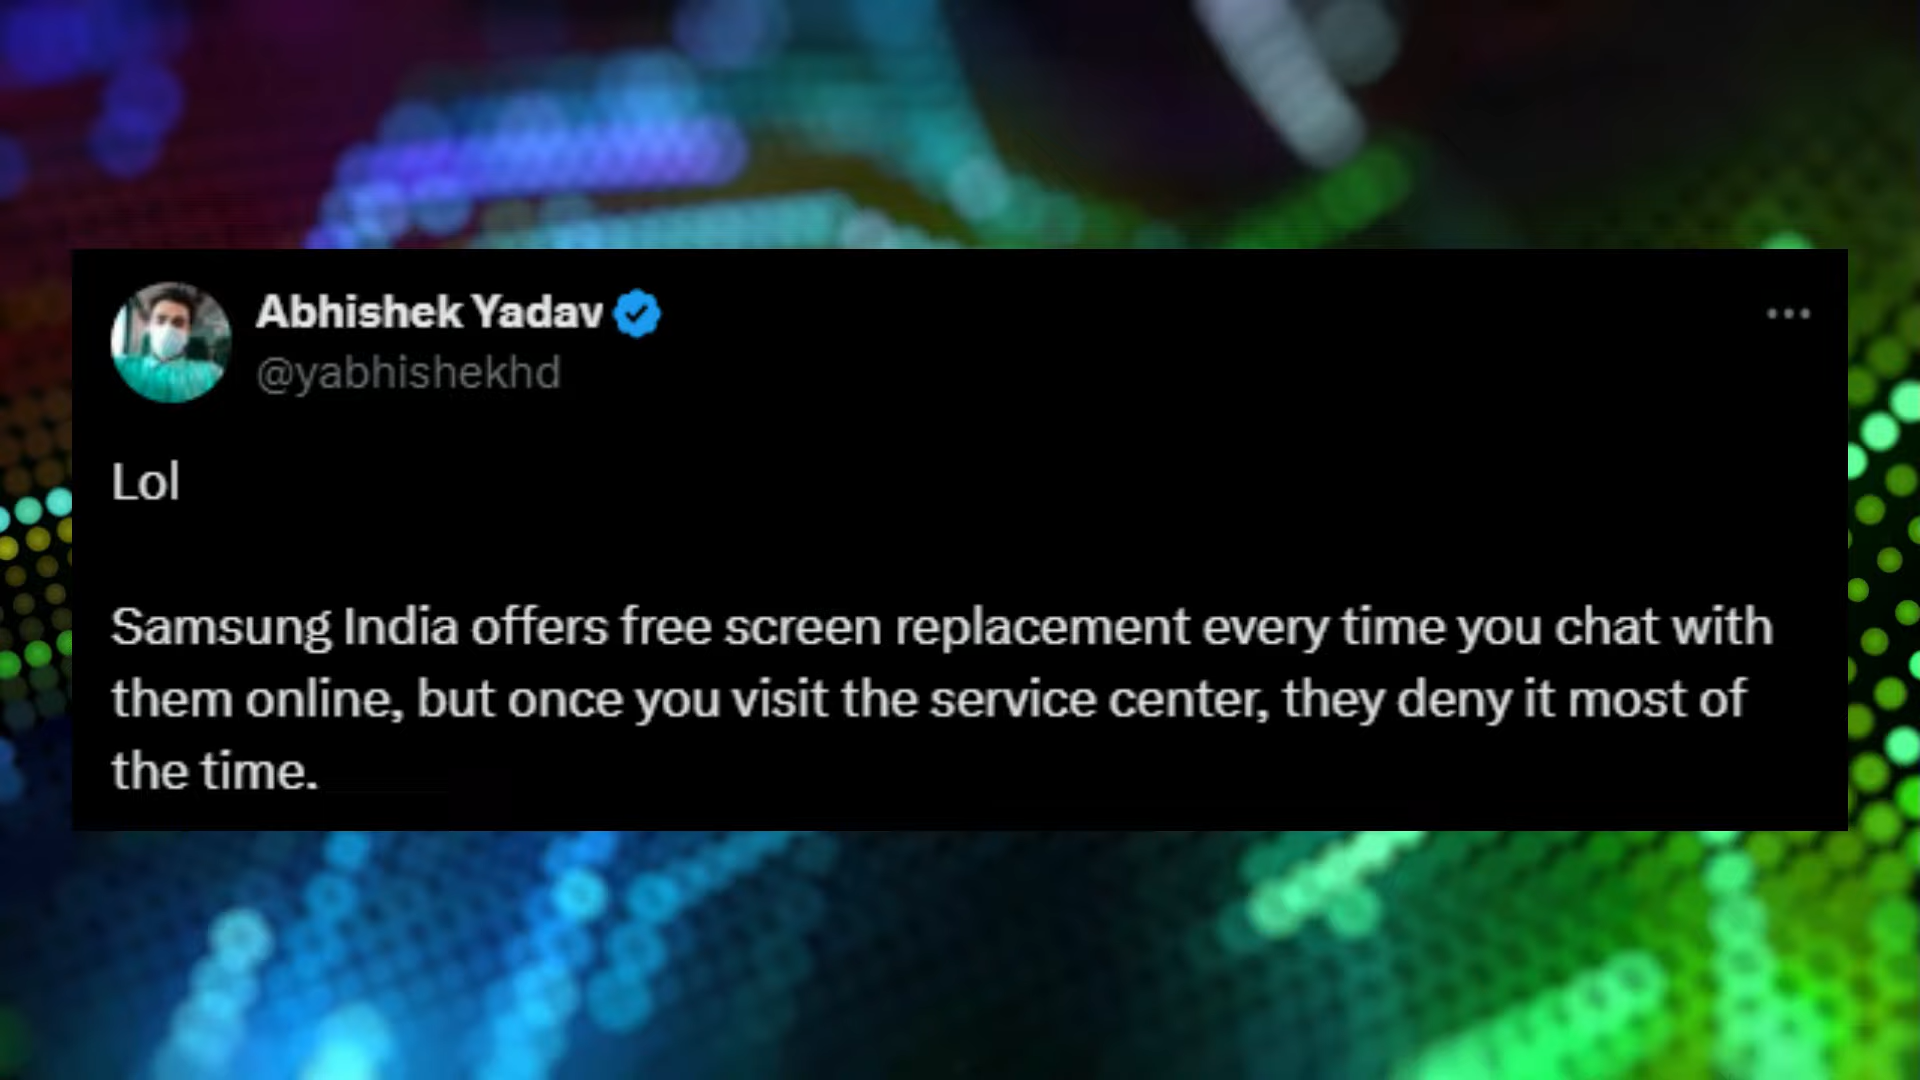 Abhishek Yadav
@yabhishekhd
Lol
Samsung India offers free screen replacement every time you chat with
them online, but once you visit the service center, they deny it most of
the time.